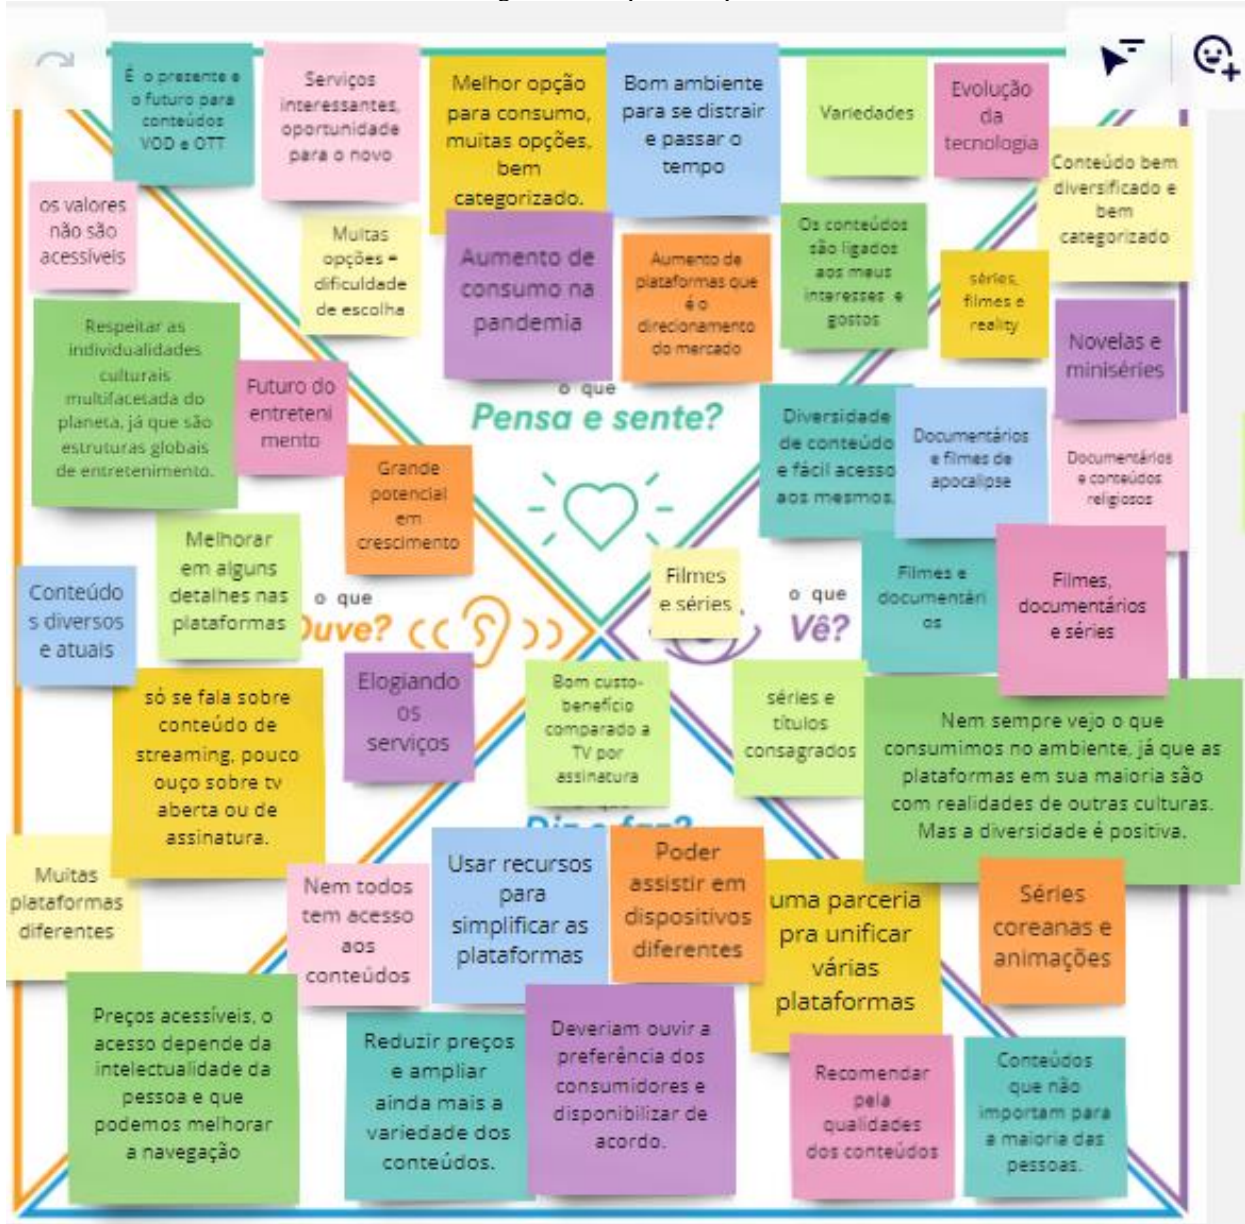 É o presente e
o futuro para
conteúdos
VOD e OTT
Serviços
interessantes,
oportunidade
para o novo
Melhor opção
para consumo,
muitas opções,
bem
categorizado.
Bom ambiente
para se distrair
e passar o
tempo
Variedades
Evolução
da
tecnologia
Conteúdo bem
diversificado e
bem
categorizado
os valores
não são
acessíveis
Muitas
opções =
dificuldade
de escolha
Aumento de
consumo na
pandemia
Aumento de
plataformas que
é o
direcionamento
do mercado
Os conteúdos
são ligados
aos meus
interesses e
gostos
séries,
filmes e
reality
Novelas e
miniséries
Respeitar as
individualidades
culturais
multifacetada do
planeta, já que são
estruturas globais
de entretenimento.
Futuro do
entreteni
mento
o que
Pensa e sente?
Diversidade
de conteúdo
e fácil acesso
aos mesmos.
Documentários
e filmes de
apocalipse
Documentários
e conteúdos
religiosos
Grande
potencial
em
crescimento
Melhorar
em alguns
detalhes nas
plataformas
Conteúdo
s diversos
e atuais
o que
Ouve?
Filmes
e séries
o que
Vê?
Filmes e
documentári
os
Filmes,
documentários
e séries
só se fala sobre
conteúdo de
streaming, pouco
ouço sobre tv
aberta ou de
assinatura.
Elogiando
os
serviços
Bom custo-
benefício
comparado a
TV por
assinatura
séries e
títulos
consagrados
Nem sempre vejo o que
consumimos no ambiente, já que as
plataformas em sua maioria são
com realidades de outras culturas.
Mas a diversidade é positiva.
Diz e faz?
Muitas
plataformas
diferentes
Nem todos
tem acesso
aos
conteúdos
Usar recursos
para
simplificar as
plataformas
Poder
assistir em
dispositivos
diferentes
uma parceria
pra unificar
várias
plataformas
Séries
coreanas e
animações
Preços acessíveis, o
acesso depende da
intelectualidade da
pessoa e que
podemos melhorar
a navegação
Reduzir preços
e ampliar
ainda mais a
variedade dos
conteúdos.
Deveriam ouvir a
preferência dos
consumidores e
disponibilizar de
acordo.
Recomendar
pela
qualidades
dos conteúdos
Conteúdos
que não
importam para
a maioria das
pessoas.